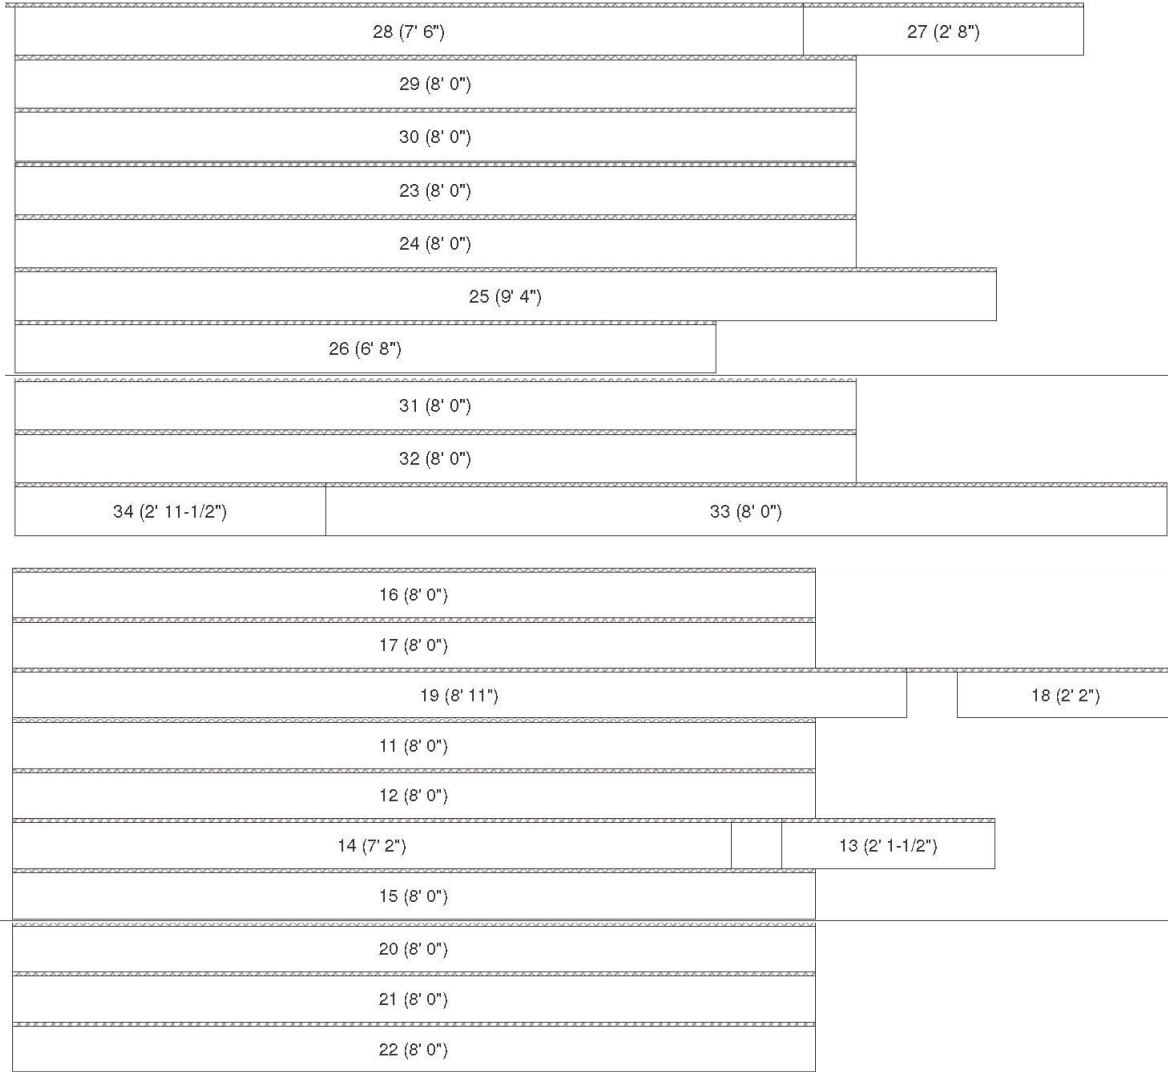 28 (7' 6") 27 (2' 8")
29 (8' 0")
30 (8' 0")
23 (8' 0")
24 (8' 0")
25 (9' 4")
26 (6' 8")
31 (8' 0")
32 (8' 0")
34 (2' 11-1/2") 33 (8' 0")
16 (8' 0")
17 (8' 0")
19 (8' 11") 18 (2' 2")
11 (8' 0")
12 (8' 0")
14 (7' 2") 13 (2' 1-1/2")
15 (8' 0")
20 (8' 0")
21 (8' 0")
22 (8' 0")